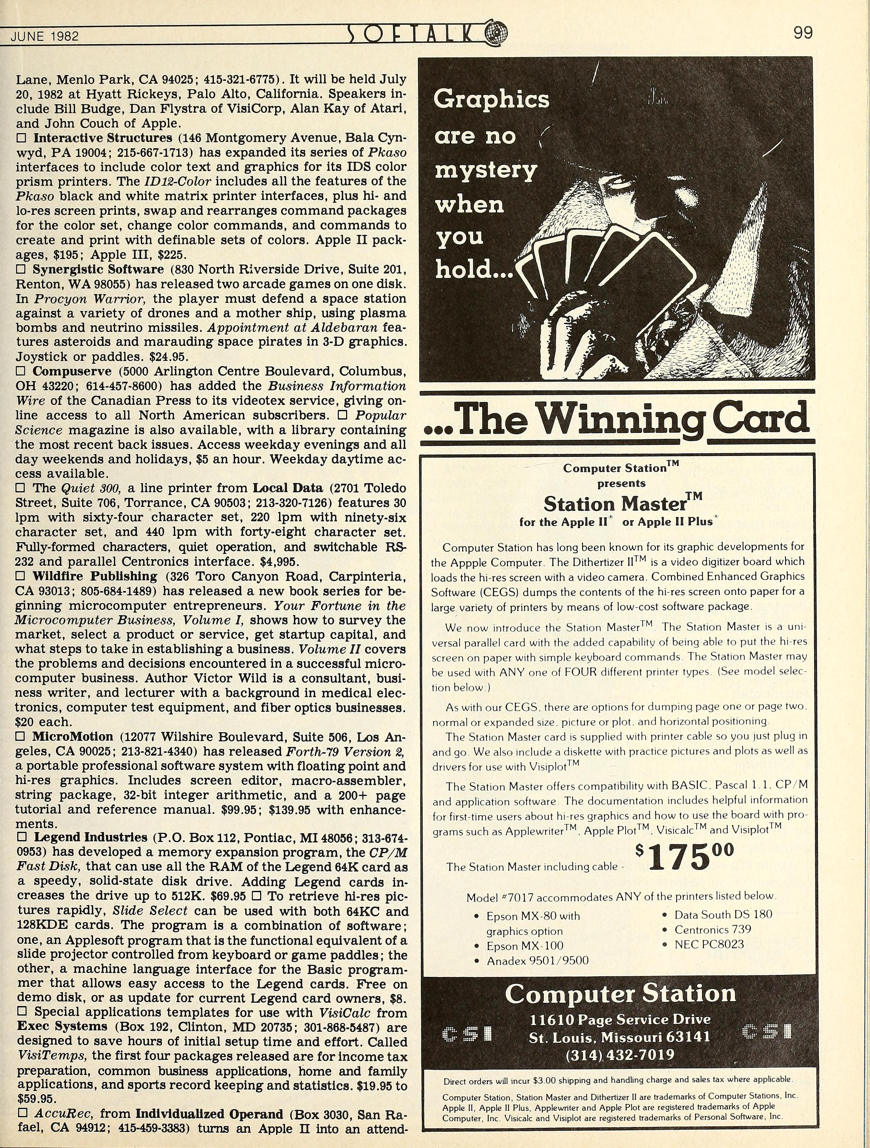 JUNE 1982
SOFTALK
99
Lane, Menlo Park, CA 94025; 415-321-6775). It will be held July
20, 1982 at Hyatt Rickeys, Palo Alto, California. Speakers in-
clude Bill Budge, Dan Flystra of VisiCorp, Alan Kay of Atari,
and John Couch of Apple.
□ Interactive Structures (146 Montgomery Avenue, Bala Cyn-
wyd, PA 19004; 215-667-1713) has expanded its series of Pkaso
interfaces to include color text and graphics for its IDS color
prism printers. The ID12-Color includes all the features of the
Pkaso black and white matrix printer interfaces, plus hi- and
lo-res screen prints, swap and rearranges command packages
for the color set, change color commands, and commands to
create and print with definable sets of colors. Apple II pack-
ages, $195; Apple III, $225.
□ Synergistic Software (830 North Riverside Drive, Suite 201,
Renton, WA 98055) has released two arcade games on one disk.
In Procyon Warrior, the player must defend a space station
against a variety of drones and a mother ship, using plasma
bombs and neutrino missiles. Appointment at Aldebaran fea-
tures asteroids and marauding space pirates in 3-D graphics.
Joystick or paddles. $24.95.
□ Compuserve (5000 Arlington Centre Boulevard, Columbus,
OH 43220; 614-457-8600) has added the Business Information
Wire of the Canadian Press to its videotex service, giving on-
line access to all North American subscribers. □ Popular
Science magazine is also available, with a library containing
the most recent back issues. Access weekday evenings and all
day weekends and holidays, $5 an hour. Weekday daytime ac-
cess available.
□ The Quiet 300, a line printer from Local Data (2701 Toledo
Street, Suite 706, Torrance, CA 90503; 213-320-7126) features 30
lpm with sixty-four character set, 220 lpm with ninety-six
character set, and 440 lpm with forty-eight character set.
Fully-formed characters, quiet operation, and switchable RS-
232 and parallel Centronics interface. $4,995.
□ Wildfire Publishing (326 Toro Canyon Road, Carpinteria,
CA 93013; 805-684-1489) has released a new book series for be-
ginning microcomputer entrepreneurs. Your Fortune in the
Microcomputer Business, Volume I, shows how to survey the
market, select a product or service, get startup capital, and
what steps to take in establishing a business. Volume II covers
the problems and decisions encountered in a successful micro-
computer business. Author Victor Wild is a consultant, busi-
ness writer, and lecturer with a background in medical elec-
tronics, computer test equipment, and fiber optics businesses.
$20 each.
□ MicroMotion (12077 Wilshire Boulevard, Suite 506, Los An-
geles, CA 90025; 213-821-4340) has released Forth-79 Version 2,
a portable professional software system with floating point and
hi-res graphics. Includes screen editor, macro-assembler,
string package, 32-bit integer arithmetic, and a 200+ page
tutorial and reference manual. $99.95; $139.95 with enhance-
ments.
□ Legend Industries (P.O. Box 112, Pontiac, MI 48056; 313-674-
0953) has developed a memory expansion program, the CP/M
Fast Disk, that can use all the RAM of the Legend 64K card as
a speedy, solid-state disk drive. Adding Legend cards in-
creases the drive up to 512K. $69.95 □ To retrieve hi-res pic-
tures rapidly, Slide Select can be used with both 64KC and
128KDE cards. The program is a combination of software;
one, an Applesoft program that is the functional equivalent of a
slide projector controlled from keyboard or game paddles; the
other, a machine language interface for the Basic program-
mer that allows easy access to the Legend cards. Free on
demo disk, or as update for current Legend card owners, $8.
□ Special applications templates for use with VisiCalc from
Exec Systems (Box 192, Clinton, MD 20735; 301-868-5487) are
designed to save hours of initial setup time and effort. Called
VisiTemps, the first four packages released are for income tax
preparation, common business applications, home and family
applications, and sports record keeping and statistics. $19.95 to
$59.95.
□ AccuRec, from Individualized Operand (Box 3030, San Ra-
fael, CA 94912; 415-459-3383) turns an Apple II into an attend-
Graphics
are no
mystery
when
you
hold...
...The Winning Card
Computer Station™
presents
Station Master™
for the Apple II* or Apple II Plus*
Computer Station has long been known for its graphic developments for
the Appple Computer. The Dithertizer II™ is a video digitizer board which
loads the hi-res screen with a video camera. Combined Enhanced Graphics
Software (CEGS) dumps the contents of the hi-res screen onto paper for a
large variety of printers by means of low-cost software package.
We now introduce the Station Master™ The Station Master is a uni-
versal parallel card with the added capability of being able to put the hi-res
screen on paper with simple keyboard commands. The Station Master may
be used with ANY one of FOUR different printer types. (See model selec-
tion below.)
As with our CEGS, there are options for dumping page one or page two,
normal or expanded size, picture or plot, and horizontal positioning.
The Station Master card is supplied with printer cable so you just plug in
and go. We also include a diskette with practice pictures and plots as well as
drivers for use with Visiplot™
The Station Master offers compatibility with BASIC, Pascal 1.1, CP/M
and application software. The documentation includes helpful information
for first-time users about hi-res graphics and how to use the board with pro-
grams such as Applewriter™, Apple Plot™, Visicalc™ and Visiplot™
The Station Master including cable - $175⁰⁰
Model #7017 accommodates ANY of the printers listed below.
• Epson MX-80 with
graphics option
• Epson MX-100
• Anadex 9501/9500
• Data South DS 180
• Centronics 739
• NEC PC8023
Computer Station
11610 Page Service Drive
CSI St. Louis, Missouri 63141 CSI
(314) 432-7019
Direct orders will incur $3.00 shipping and handling charge and sales tax where applicable.
Computer Station, Station Master and Dithertizer II are trademarks of Computer Stations, Inc.
Apple II, Apple II Plus, Applewriter and Apple Plot are registered trademarks of Apple
Computer, Inc. Visicalc and Visiplot are registered trademarks of Personal Software, Inc.